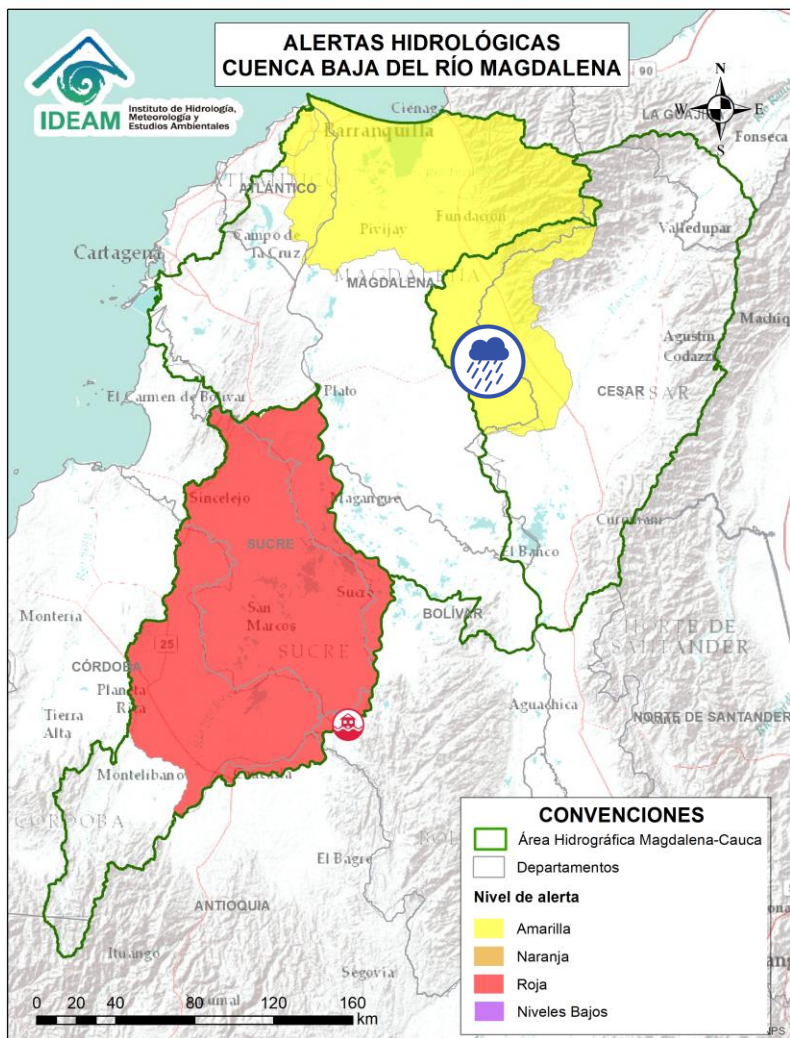 ALERTAS HIDROLÓGICAS
CUENCA BAJA DEL RÍO MAGDALENA
IDEAM
Instituto de Hidrología,
Meteorología y
Estudios Ambientales
N
W
E
S
90
LA GUAJIRA
Fonseca
Ciénaga
Barranquilla
ATLÁNTICO
Valledupar
Pivijay
Fundación
Campo de
la Cruz
Cartagena
MAGDALENA
MAGDALENA
Agustín
Codazzi
CESAR
CESAR
El Carmen de Bolívar
Plato
Sincelejo
Magangue
SUCRE
Curumaní
El Banco
San
Marcos
Sucre
BOLÍVAR
Montería
25
SUCRE
NORTE DE
SANTANDER
CÓRDOBA
Planeta
Rica
Tierra
Alta
Aguachica
NORTE DE SANTANDER
Montelibano
CÓRDOBA
El Bagre
ANTIOQUIA
Ituango
Segovia
CONVENCIONES
Área Hidrográfica Magdalena-Cauca
Departamentos
Nivel de alerta
Amarilla
Naranja
Roja
Niveles Bajos
0 20 40 80 120 160
km